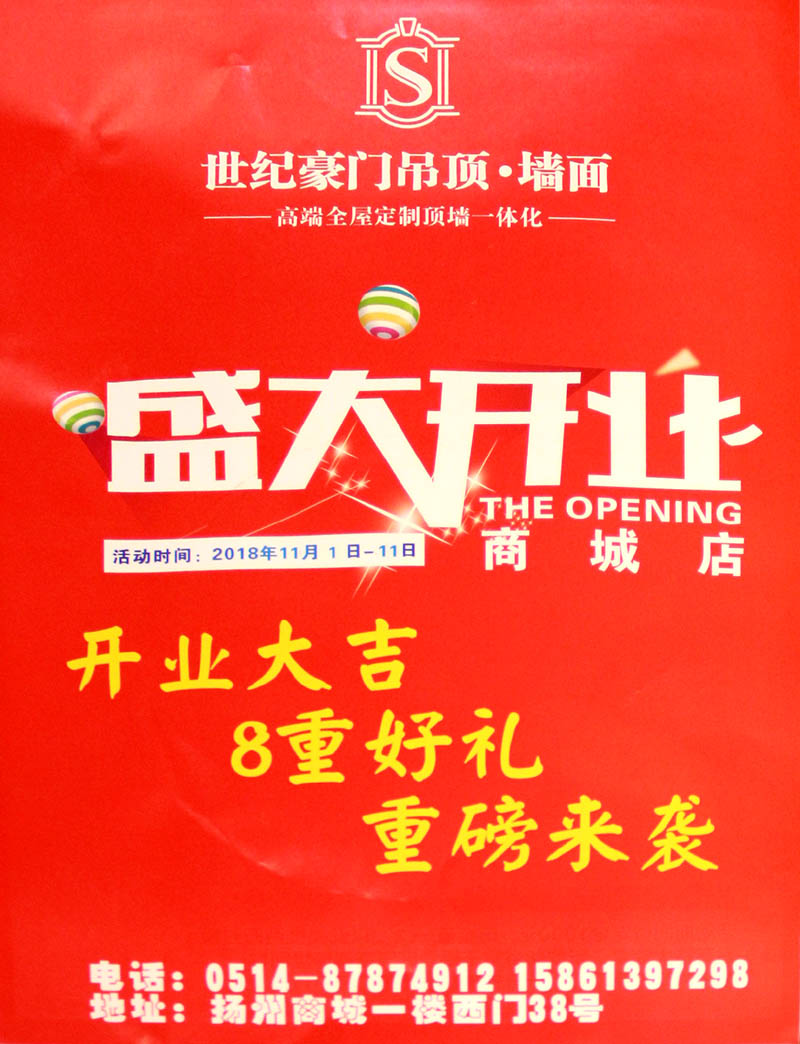 S
世纪豪门吊顶·墙面
高端全屋定制顶墙一体化
盛大开业
THE OPENING
商城店
活动时间：2018年11月1日-11日
开业大吉
8重好礼
重磅来袭
电话：0514-87874912 15861397298
地址：扬州商城一楼西门38号